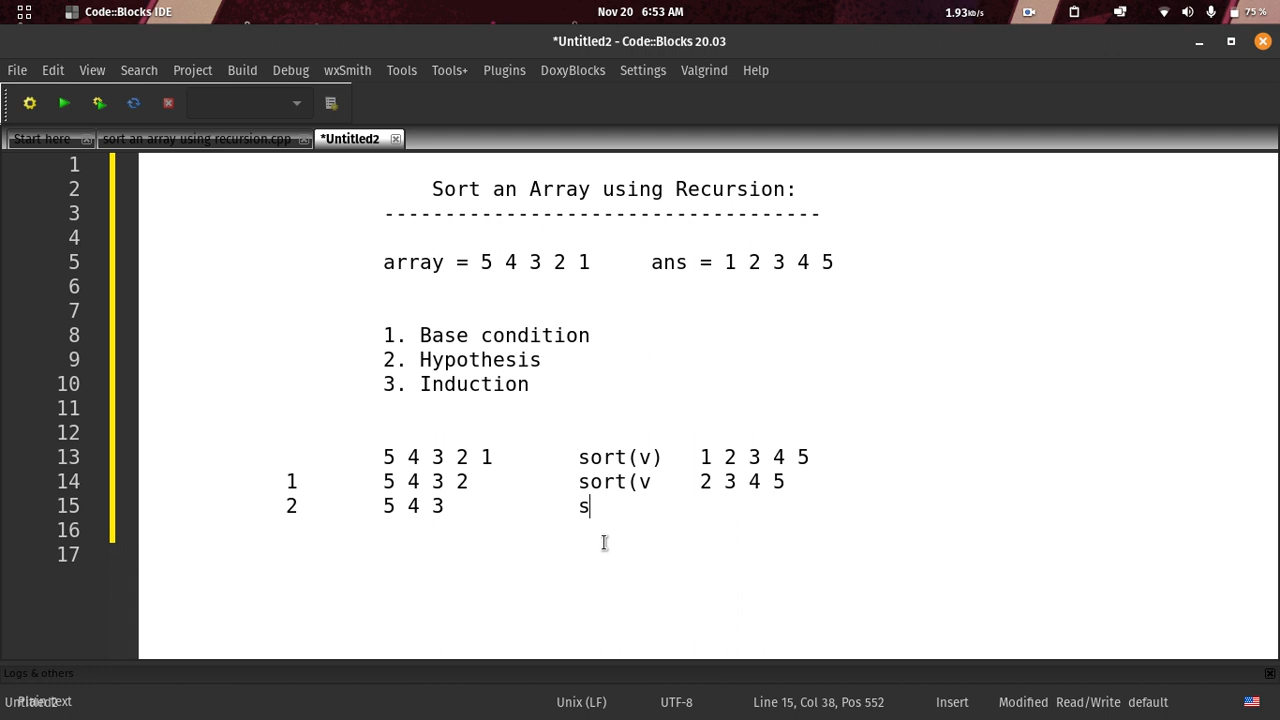 Code::Blocks IDE
Nov 20 6:53 AM
1.93kb/s
75 %
*Untitled2 - Code::Blocks 20.03
File Edit View Search Project Build Debug wxSmith Tools Tools+ Plugins DoxyBlocks Settings Valgrind Help
Start here sort an array using recursion.cpp *Untitled2
1
2 Sort an Array using Recursion:
3 ------------------------------------
4
5 array = 5 4 3 2 1 ans = 1 2 3 4 5
6
7
8 1. Base condition
9 2. Hypothesis
10 3. Induction
11
12
13 5 4 3 2 1 sort(v) 1 2 3 4 5
14 1 5 4 3 2 sort(v 2 3 4 5
15 2 5 4 3 s
16
17
Logs & others
Untitled2 Plain text Unix (LF) UTF-8 Line 15, Col 38, Pos 552 Insert Modified Read/Write default